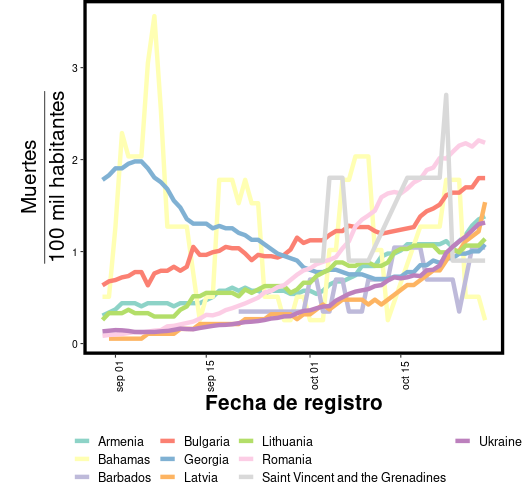 Muertes
100 mil habitantes
3
2
1
0
sep 01
sep 15
oct 01
oct 15
Fecha de registro
Armenia
Bulgaria
Lithuania
Ukraine
Bahamas
Georgia
Romania
Barbados
Latvia
Saint Vincent and the Grenadines